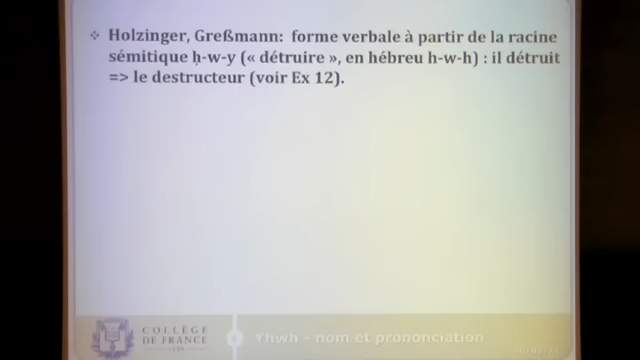 ❖ Holzinger, Greßmann: forme verbale à partir de la racine
sémitique ḥ-w-y (« détruire », en hébreu h-w-h) : il détruit
=> le destructeur (voir Ex 12).
COLLÈGE
DE FRANCE
Yhwh – nom et prononciation